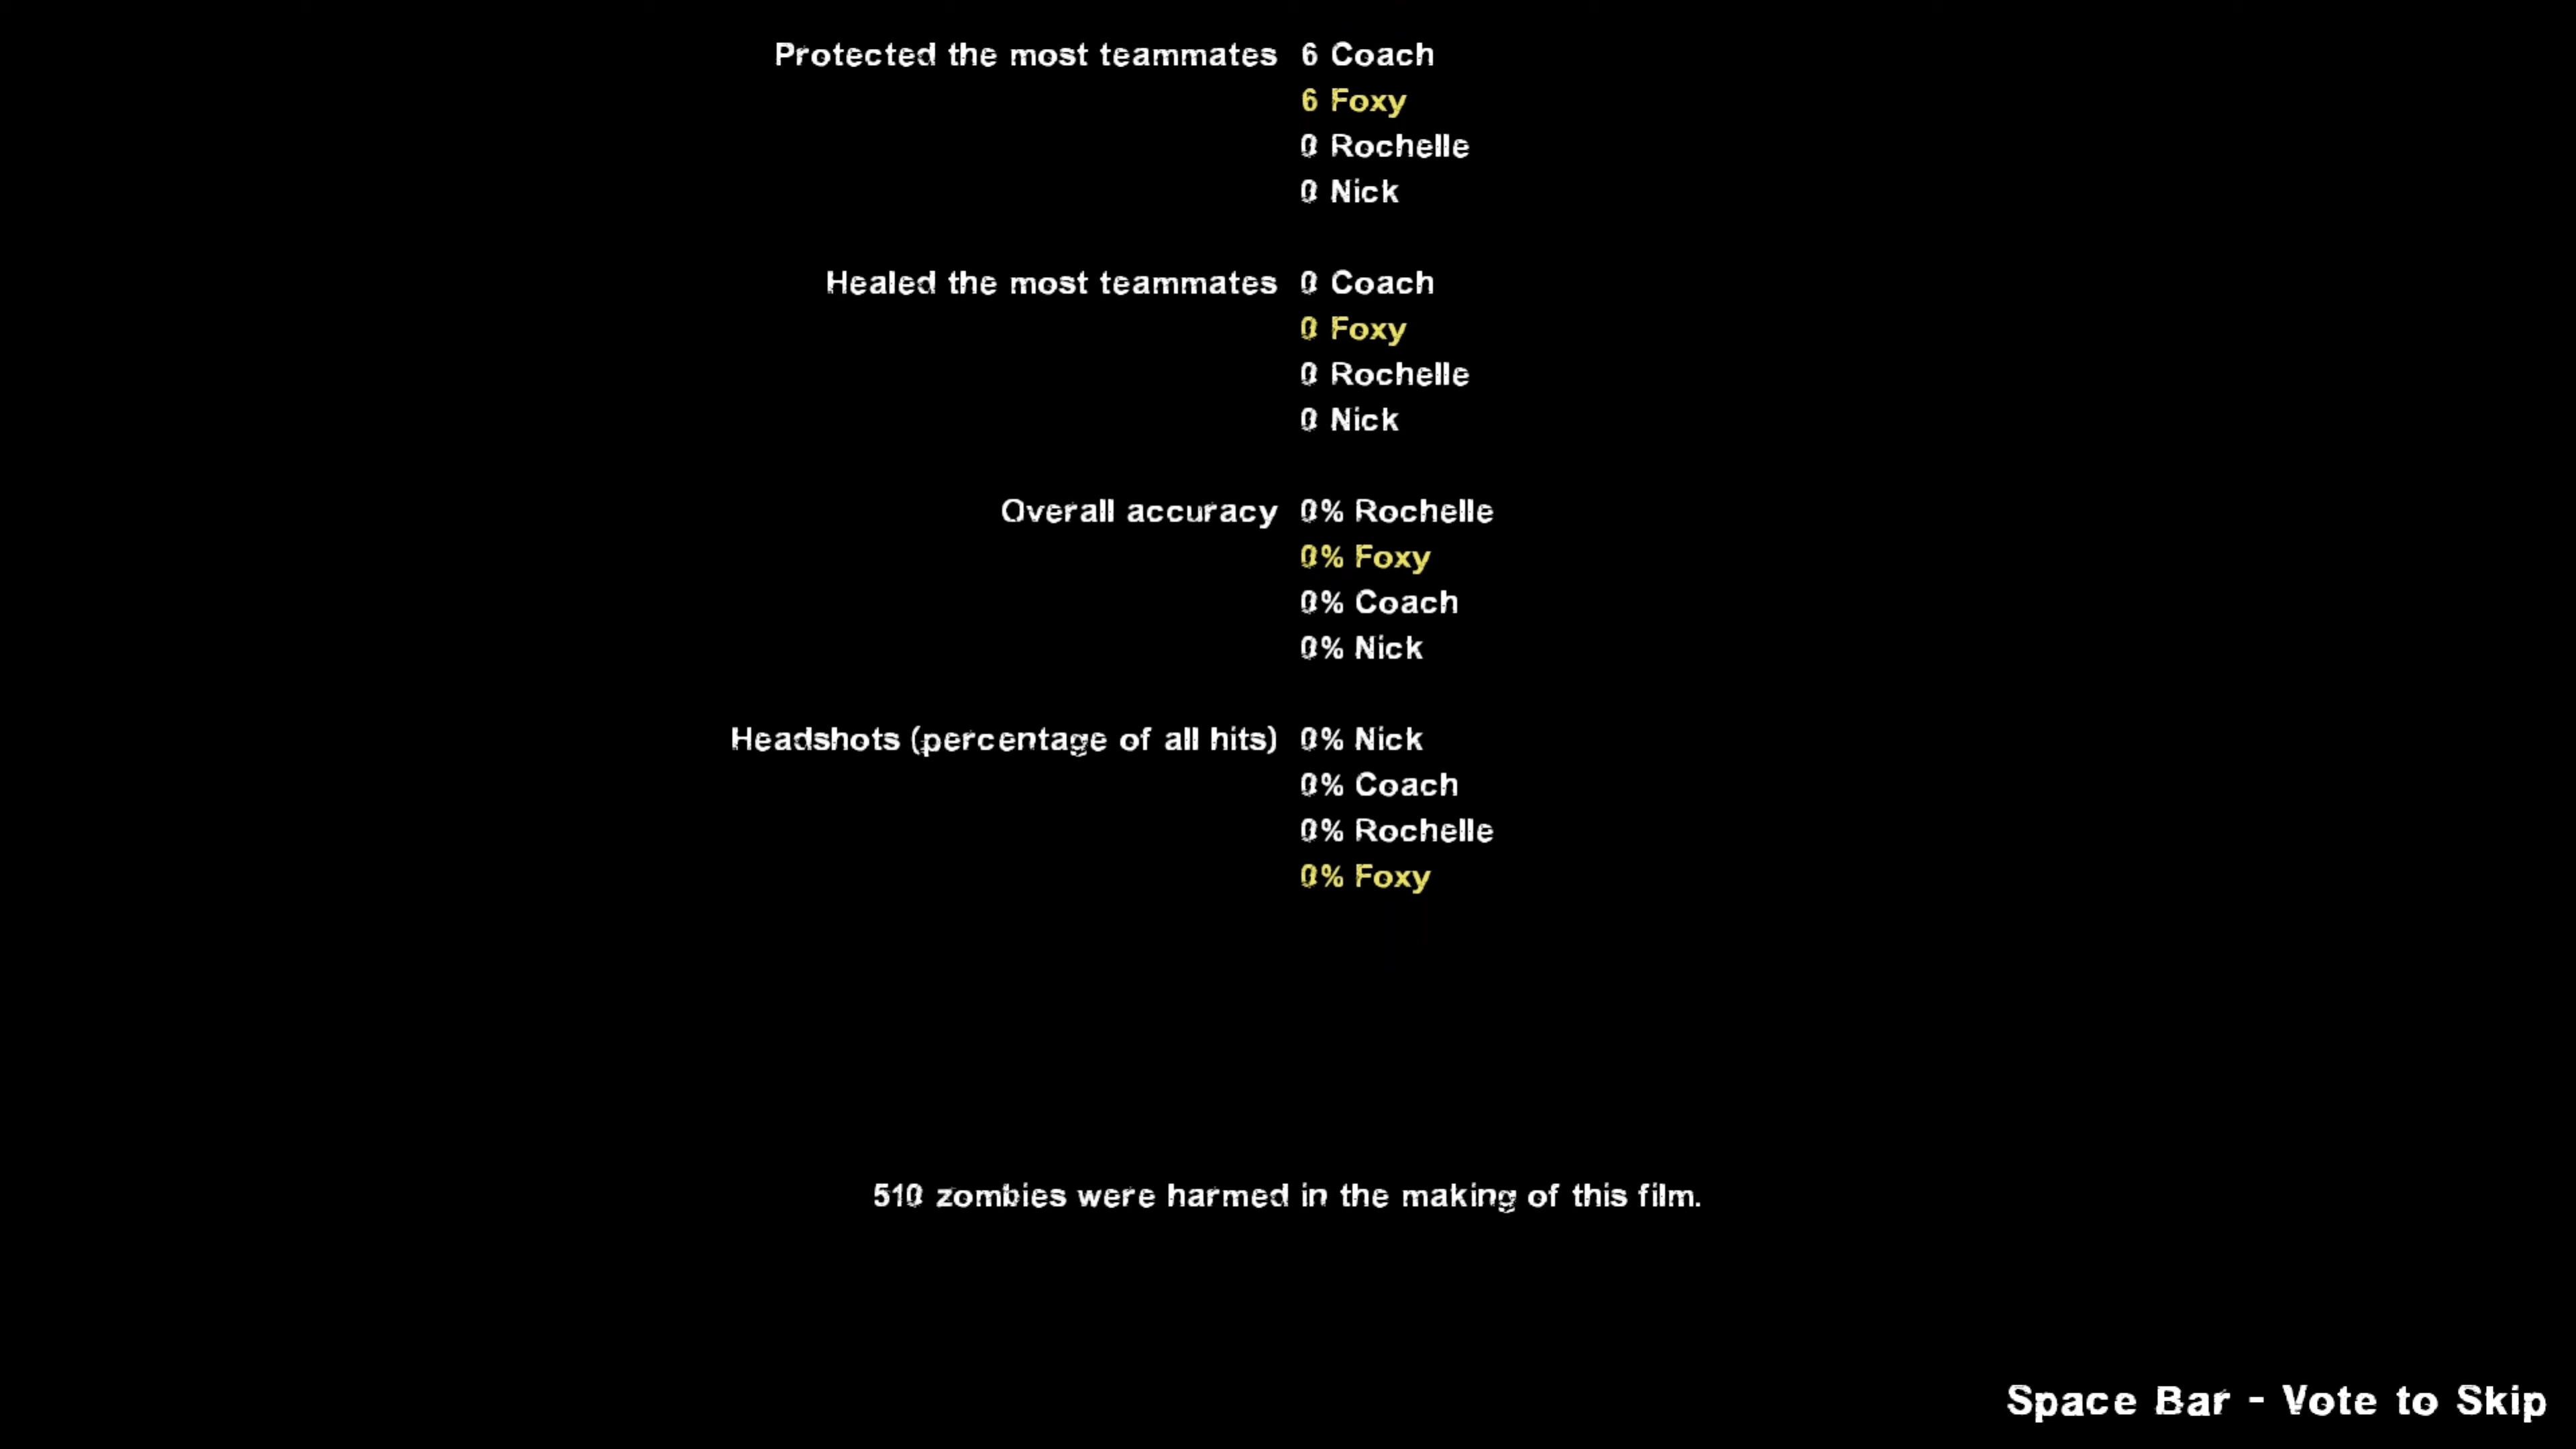 Protected the most teammates 6 Coach
6 Foxy
0 Rochelle
0 Nick
Healed the most teammates 0 Coach
0 Foxy
0 Rochelle
0 Nick
Overall accuracy 0% Rochelle
0% Foxy
0% Coach
0% Nick
Headshots (percentage of all hits) 0% Nick
0% Coach
0% Rochelle
0% Foxy
510 zombies were harmed in the making of this film.
Space Bar - Vote to Skip